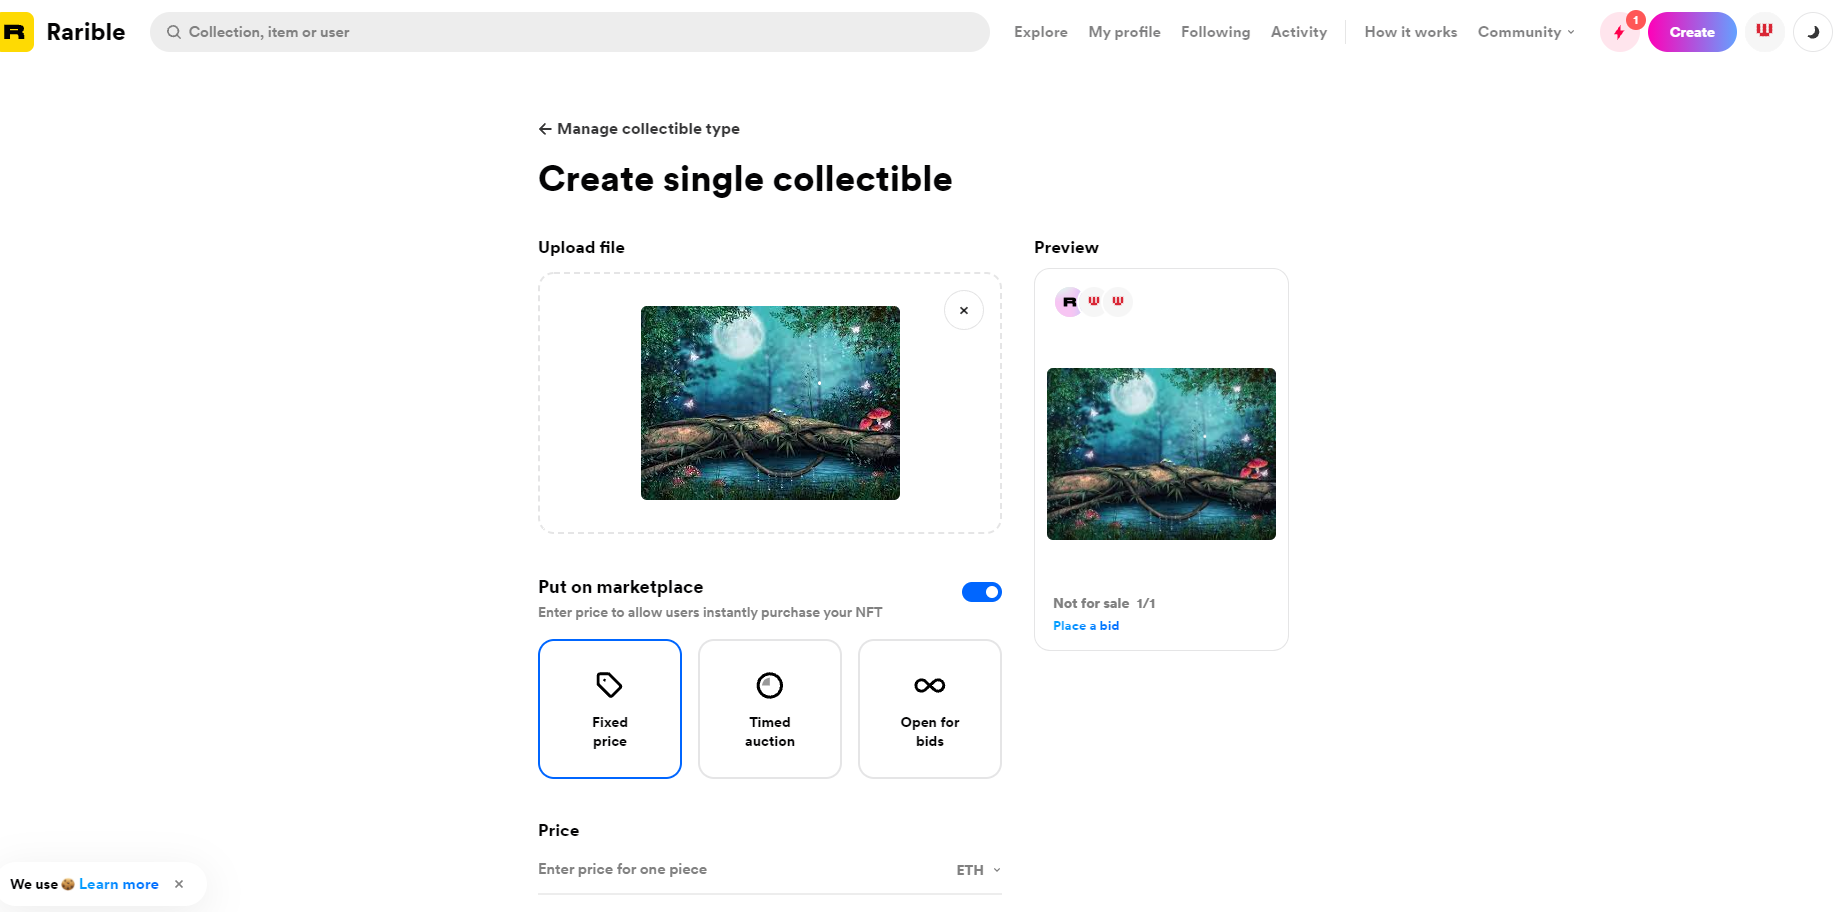 Rarible
Collection, item or user
Explore
My profile
Following
Activity
How it works
Community
1
Create
Manage collectible type
Create single collectible
Upload file
Preview
Not for sale 1/1
Place a bid
Put on marketplace
Enter price to allow users instantly purchase your NFT
Fixed
price
Timed
auction
Open for
bids
Price
Enter price for one piece
ETH
We use Learn more